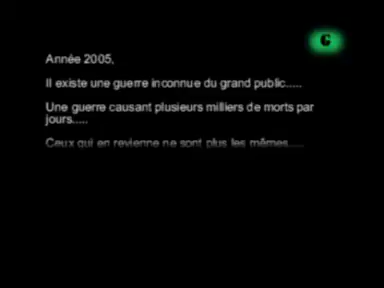 G
Année 2005,
Il existe une guerre inconnue du grand public.....
Une guerre causant plusieurs milliers de morts par
jours.....
Ceux qui en revienne ne sont plus les mêmes....